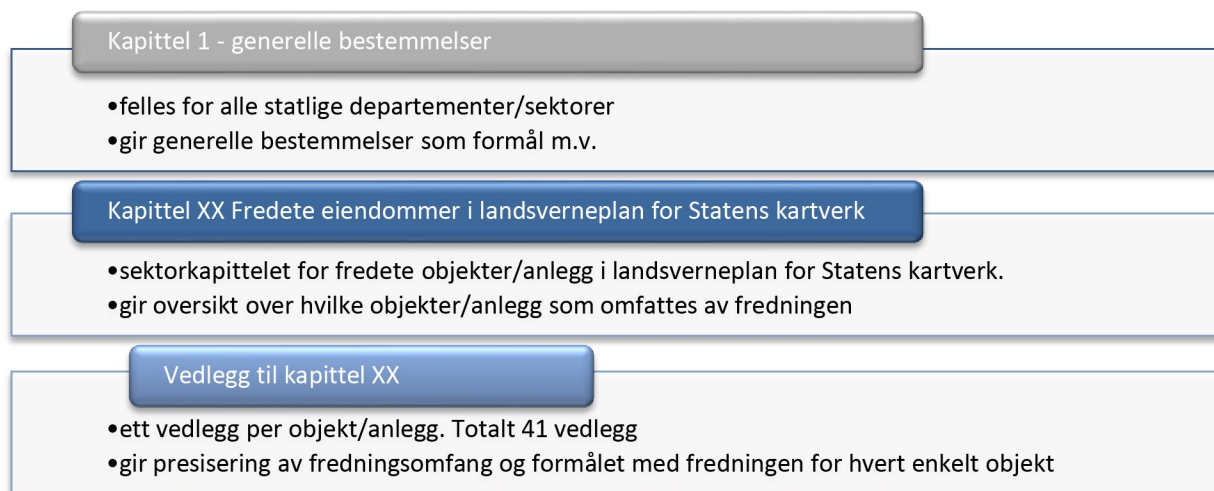 Kapittel 1 - generelle bestemmelser
•felles for alle statlige departementer/sektorer
•gir generelle bestemmelser som formål m.v.
Kapittel XX Fredete eiendommer i landsverneplan for Statens kartverk
•sektorkapittelet for fredete objekter/anlegg i landsverneplan for Statens kartverk.
•gir oversikt over hvilke objekter/anlegg som omfattes av fredningen
Vedlegg til kapittel XX
•ett vedlegg per objekt/anlegg. Totalt 41 vedlegg
•gir presisering av fredningsomfang og formålet med fredningen for hvert enkelt objekt